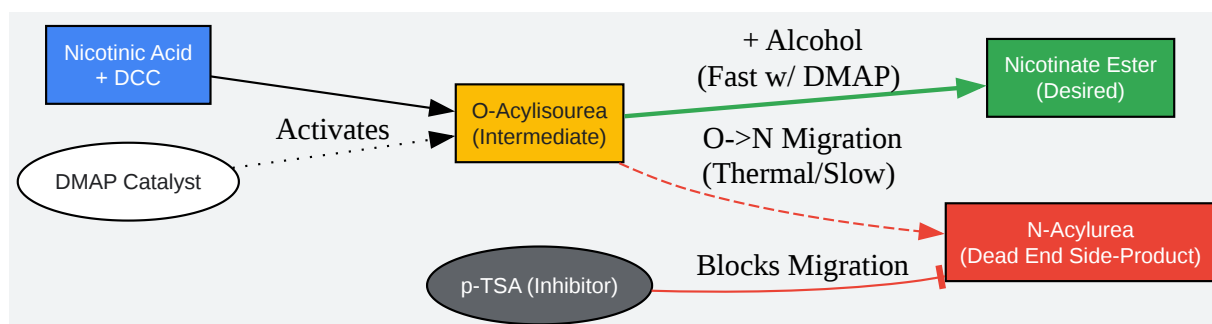 Nicotinic Acid
+ DCC
Activates
DMAP Catalyst
O-Acylisourea
(Intermediate)
+ Alcohol
(Fast w/ DMAP)
O->N Migration
(Thermal/Slow)
Nicotinate Ester
(Desired)
N-Acylurea
(Dead End Side-Product)
p-TSA (Inhibitor)
Blocks Migration